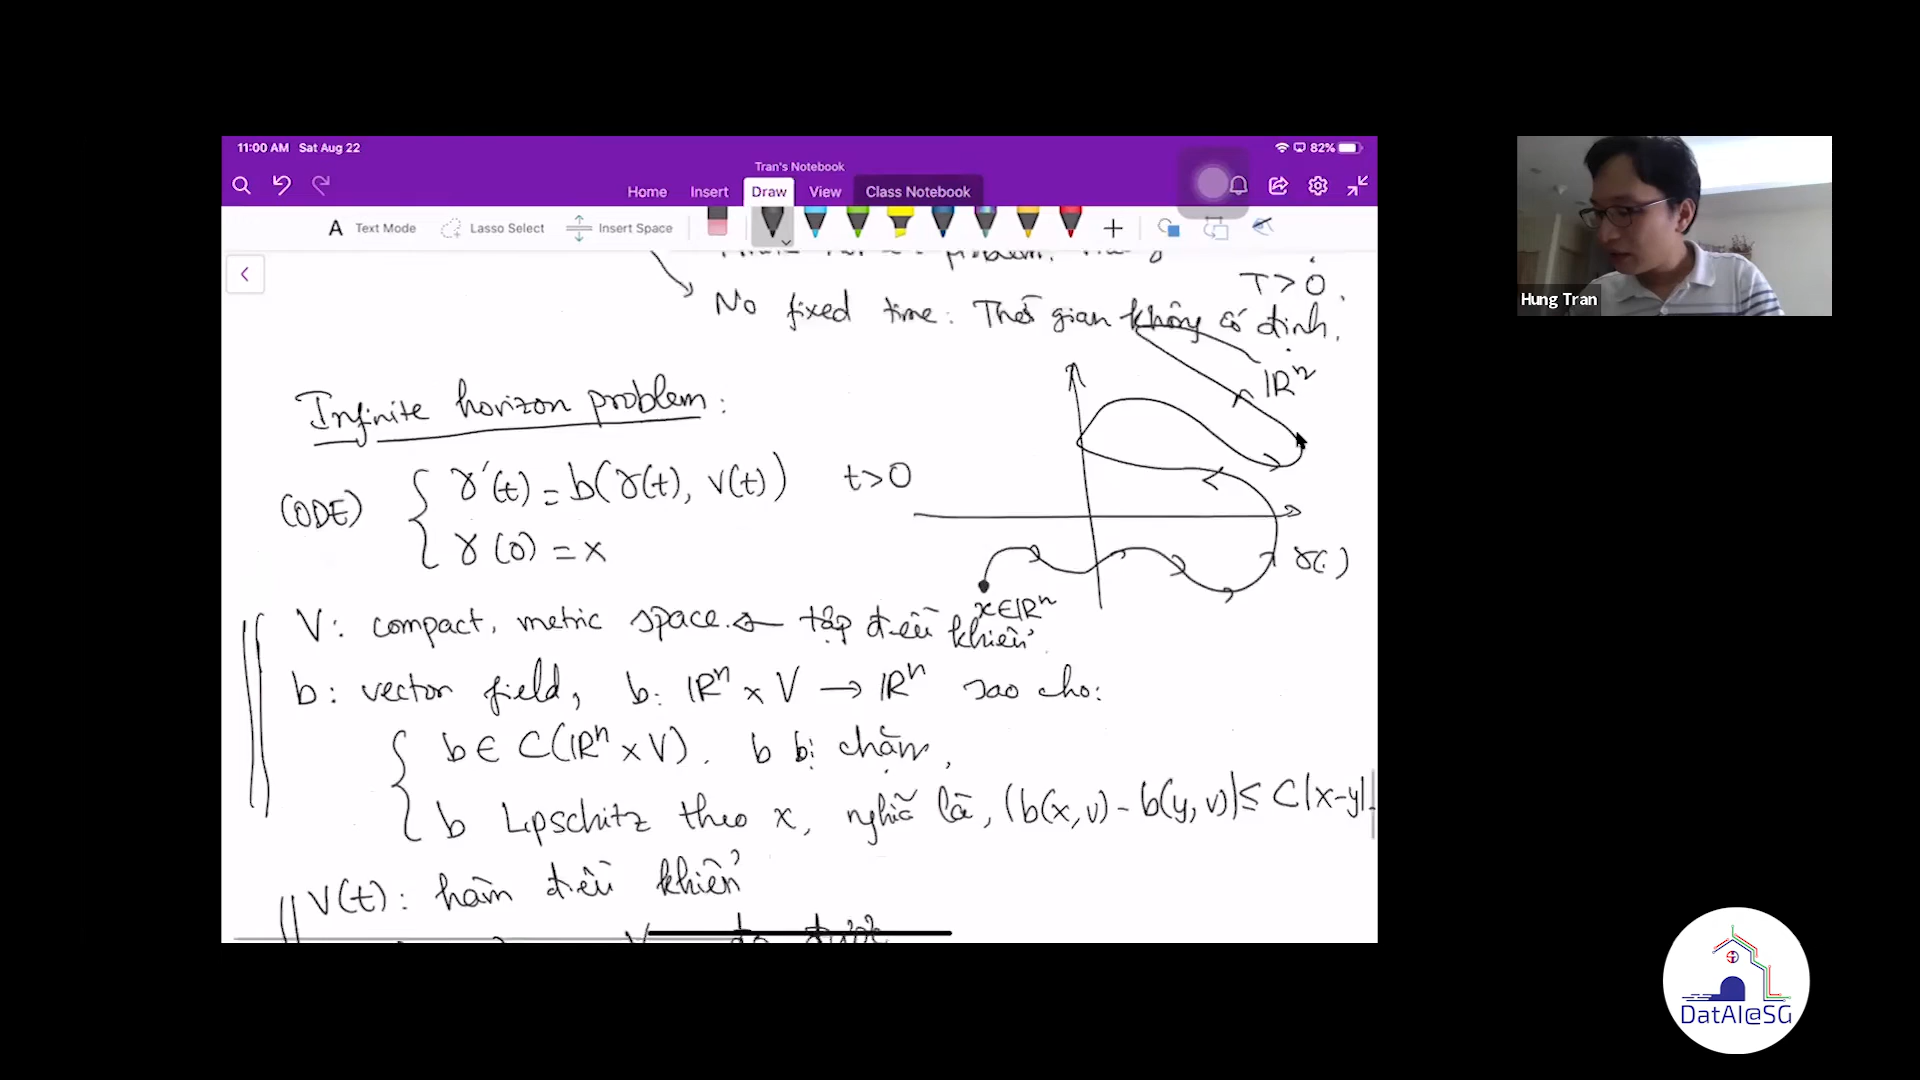 11:00 AM Sat Aug 22
82%
Tran's Notebook
Home Insert Draw View Class Notebook
A Text Mode Lasso Select Insert Space
problem.
T > 0.
No fixed time: Thời gian không cố định.
Infinite horizon problem:
ℝⁿ
(ODE) { γ'(t) = b(γ(t), v(t)) t>0
γ(0) = x
γ(·)
x∈ℝⁿ
V: compact, metric space. ← tập điều khiển.
b: vector field, b: ℝⁿ × V → ℝⁿ sao cho:
{ b ∈ C(ℝⁿ × V). b bị chặn,
b Lipschitz theo x, nghĩa là, |b(x,v) - b(y,v)| ≤ C|x-y|.
V(t): hàm điều khiển
V đo được
Hung Tran
DatAI@SG